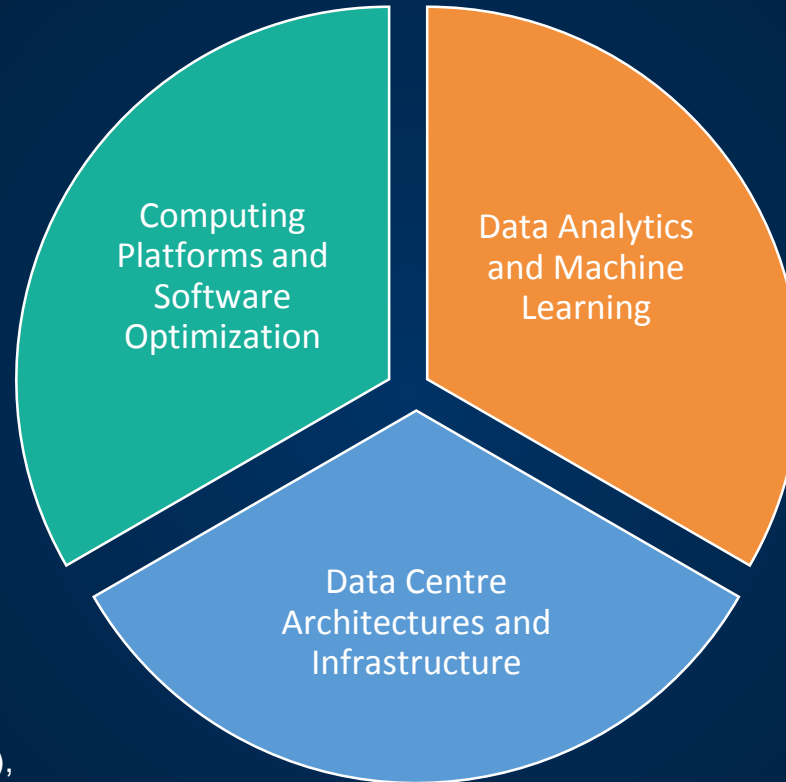 Computing
Platforms and
Software
Optimization
Data Analytics
and Machine
Learning
Data Centre
Architectures and
Infrastructure
),